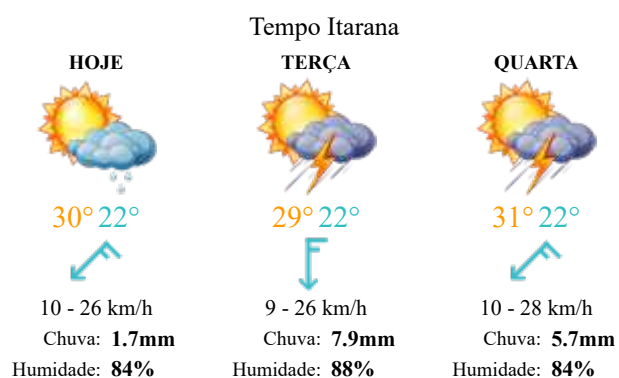 Tempo Itarana
HOJE
30° 22°
10 - 26 km/h
Chuva: 1.7mm
Humidade: 84%
TERÇA
29° 22°
9 - 26 km/h
Chuva: 7.9mm
Humidade: 88%
QUARTA
31° 22°
10 - 28 km/h
Chuva: 5.7mm
Humidade: 84%